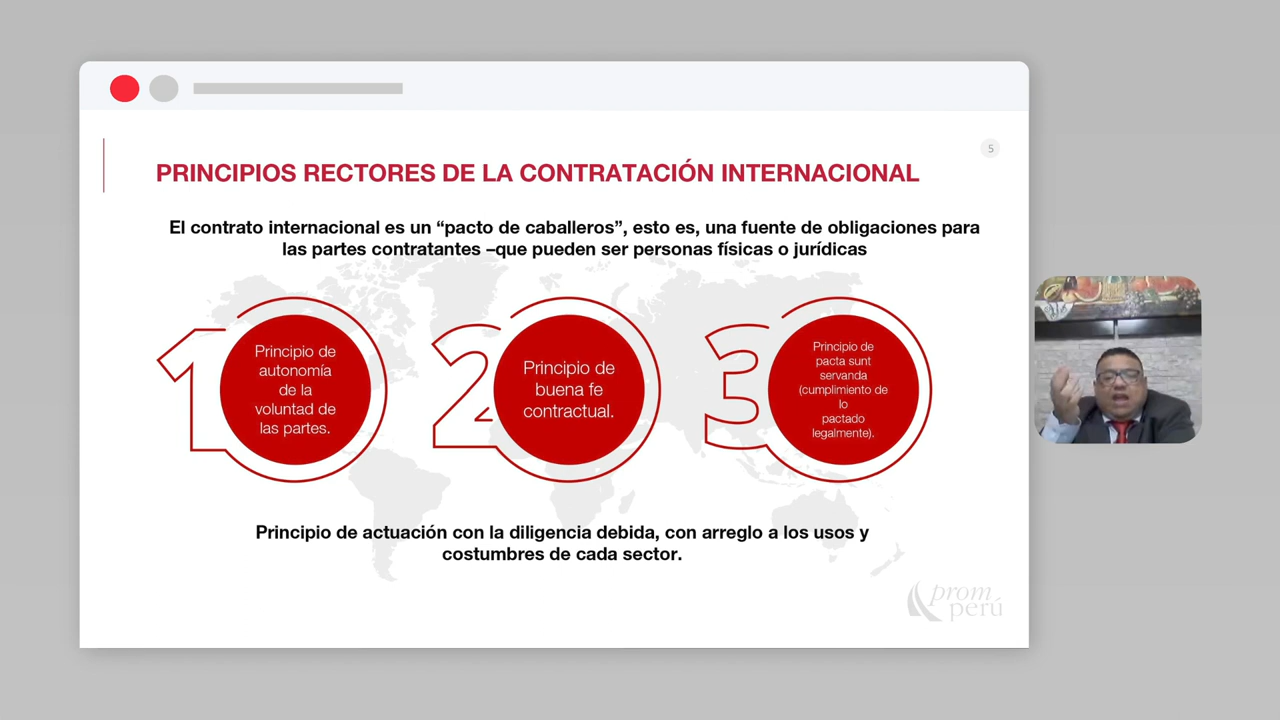 5
PRINCIPIOS RECTORES DE LA CONTRATACIÓN INTERNACIONAL
El contrato internacional es un “pacto de caballeros”, esto es, una fuente de obligaciones para
las partes contratantes –que pueden ser personas físicas o jurídicas
1
Principio de
autonomía
de la
voluntad de
las partes.
2
Principio de
buena fe
contractual.
3
Principio de
pacta sunt
servanda
(cumplimiento de
lo
pactado
legalmente).
Principio de actuación con la diligencia debida, con arreglo a los usos y
costumbres de cada sector.
prom
perú